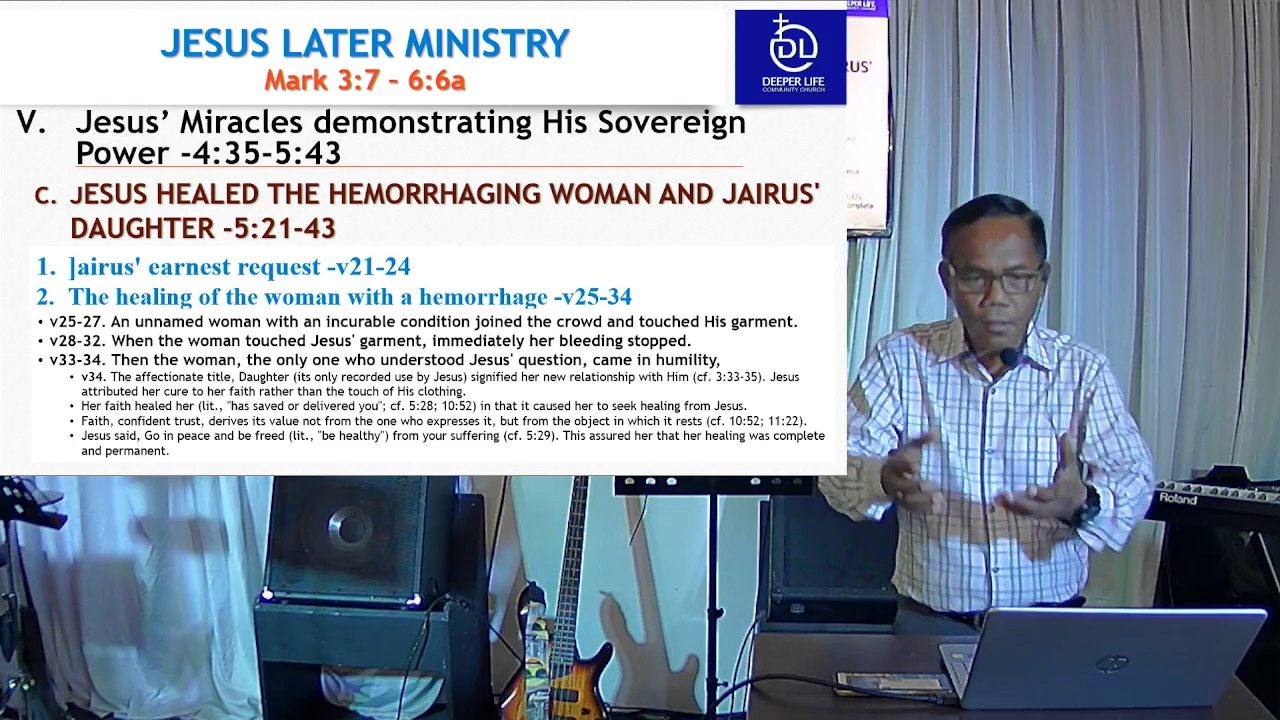 JESUS LATER MINISTRY
Mark 3:7 – 6:6a
DL
DEEPER LIFE
COMMUNITY CHURCH
V. Jesus’ Miracles demonstrating His Sovereign
Power -4:35-5:43
C. JESUS HEALED THE HEMORRHAGING WOMAN AND JAIRUS'
DAUGHTER -5:21-43
1. Jairus' earnest request -v21-24
2. The healing of the woman with a hemorrhage -v25-34
• v25-27. An unnamed woman with an incurable condition joined the crowd and touched His garment.
• v28-32. When the woman touched Jesus' garment, immediately her bleeding stopped.
• v33-34. Then the woman, the only one who understood Jesus' question, came in humility,
• v34. The affectionate title, Daughter (its only recorded use by Jesus) signified her new relationship with Him (cf. 3:33-35). Jesus
attributed her cure to her faith rather than the touch of His clothing.
• Her faith healed her (lit., "has saved or delivered you"; cf. 5:28; 10:52) in that it caused her to seek healing from Jesus.
• Faith, confident trust, derives its value not from the one who expresses it, but from the object in which it rests (cf. 10:52; 11:22).
• Jesus said, Go in peace and be freed (lit., "be healthy") from your suffering (cf. 5:29). This assured her that her healing was complete
and permanent.
RUS'
Roland
hp